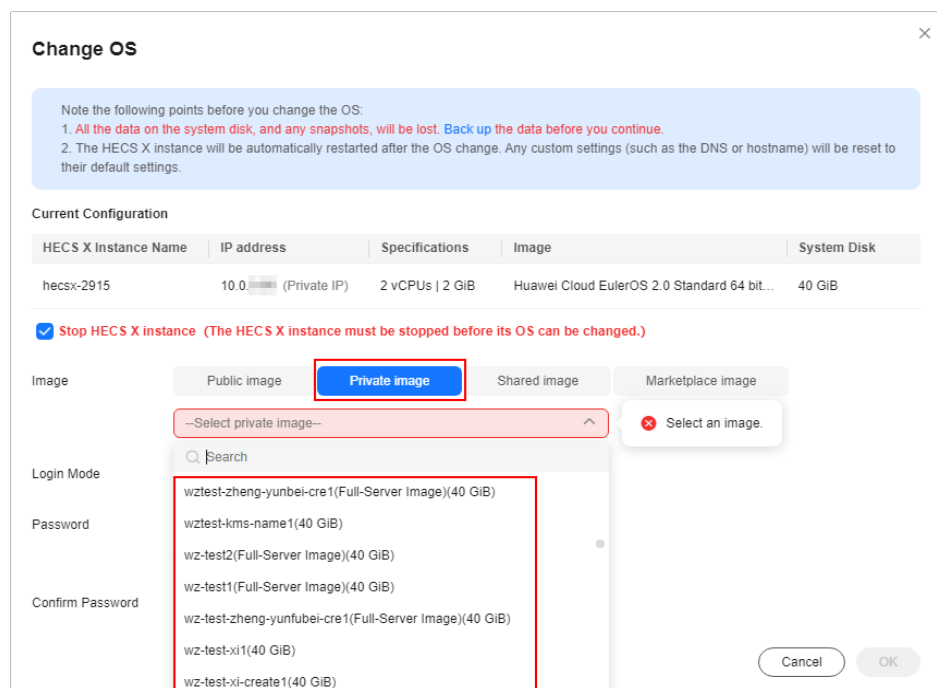 Change OS
Note the following points before you change the OS:
1. All the data on the system disk, and any snapshots, will be lost. Back up the data before you continue.
2. The HECS X instance will be automatically restarted after the OS change. Any custom settings (such as the DNS or hostname) will be reset to
their default settings.
Current Configuration
HECS X Instance Name IP address Specifications Image System Disk
hecsx-2915 10.0. (Private IP) 2 vCPUs | 2 GiB Huawei Cloud EulerOS 2.0 Standard 64 bit... 40 GiB
Stop HECS X instance (The HECS X instance must be stopped before its OS can be changed.)
Image Public image Private image Shared image Marketplace image
--Select private image-- Select an image.
Search
Login Mode
wztest-zheng-yunbei-cre1(Full-Server Image)(40 GiB)
Password wztest-kms-name1(40 GiB)
wz-test2(Full-Server Image)(40 GiB)
wz-test1(Full-Server Image)(40 GiB)
Confirm Password
wz-test-zheng-yunfubei-cre1(Full-Server Image)(40 GiB)
wz-test-xi1(40 GiB)
Cancel OK
wz-test-xi-create1(40 GiB)